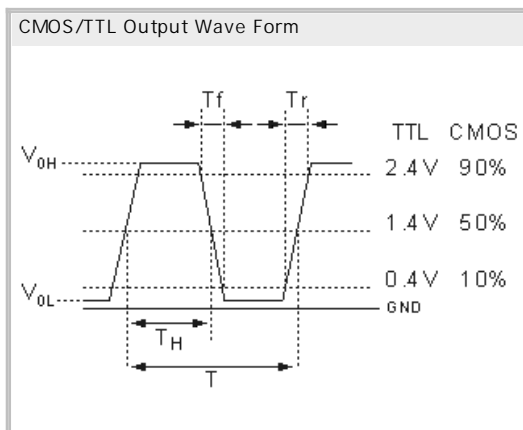 CMOS/TTL Output Wave Form
Tf Tr
TTL CMOS
V0H
2.4V 90%
1.4V 50%
0.4V 10%
V0L
GND
TH
T